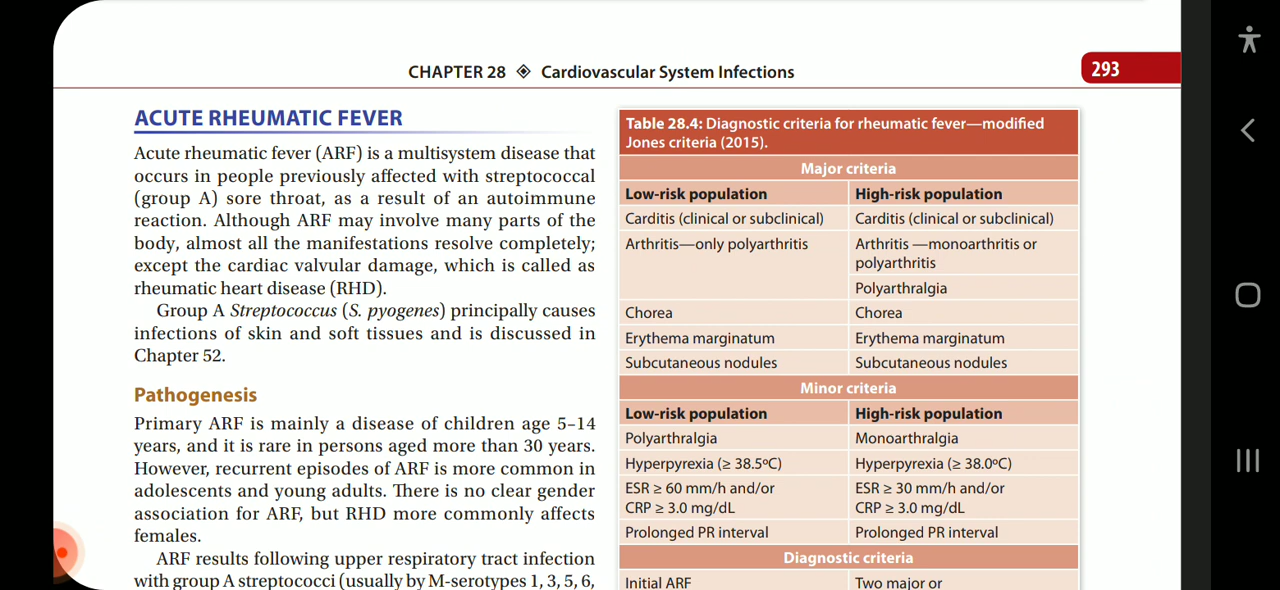 CHAPTER 28 ◈ Cardiovascular System Infections
293
ACUTE RHEUMATIC FEVER
Acute rheumatic fever (ARF) is a multisystem disease that
occurs in people previously affected with streptococcal
(group A) sore throat, as a result of an autoimmune
reaction. Although ARF may involve many parts of the
body, almost all the manifestations resolve completely;
except the cardiac valvular damage, which is called as
rheumatic heart disease (RHD).
Group A Streptococcus (S. pyogenes) principally causes
infections of skin and soft tissues and is discussed in
Chapter 52.
Pathogenesis
Primary ARF is mainly a disease of children age 5–14
years, and it is rare in persons aged more than 30 years.
However, recurrent episodes of ARF is more common in
adolescents and young adults. There is no clear gender
association for ARF, but RHD more commonly affects
females.
ARF results following upper respiratory tract infection
with group A streptococci (usually by M-serotypes 1, 3, 5, 6,
Table 28.4: Diagnostic criteria for rheumatic fever—modified
Jones criteria (2015).
Major criteria
Low-risk population High-risk population
Carditis (clinical or subclinical) Carditis (clinical or subclinical)
Arthritis—only polyarthritis Arthritis —monoarthritis or
polyarthritis
Polyarthralgia
Chorea Chorea
Erythema marginatum Erythema marginatum
Subcutaneous nodules Subcutaneous nodules
Minor criteria
Low-risk population High-risk population
Polyarthralgia Monoarthralgia
Hyperpyrexia (≥ 38.5ºC) Hyperpyrexia (≥ 38.0ºC)
ESR ≥ 60 mm/h and/or ESR ≥ 30 mm/h and/or
CRP ≥ 3.0 mg/dL CRP ≥ 3.0 mg/dL
Prolonged PR interval Prolonged PR interval
Diagnostic criteria
Initial ARF Two major or